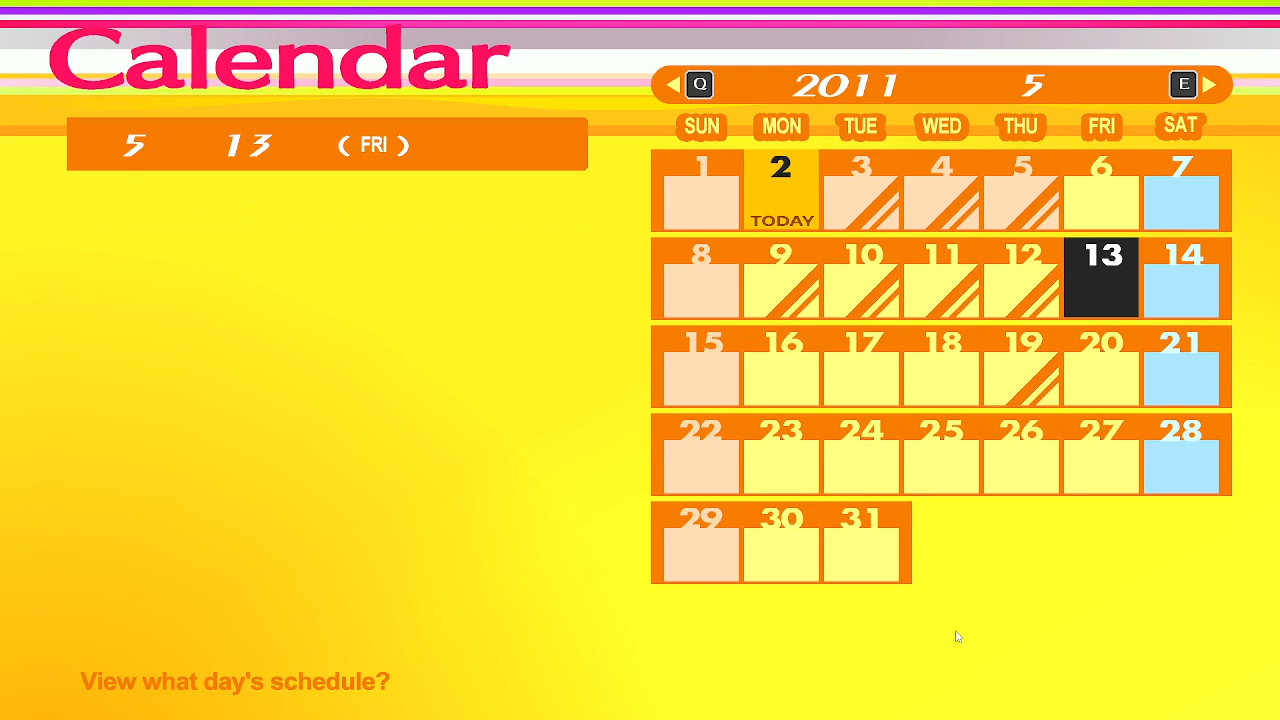 Calendar
Q 2011 5 E
5 13 ( FRI )
SUN MON TUE WED THU FRI SAT
1 2 3 4 5 6 7
TODAY
8 9 10 11 12 13 14
15 16 17 18 19 20 21
22 23 24 25 26 27 28
29 30 31
View what day's schedule?